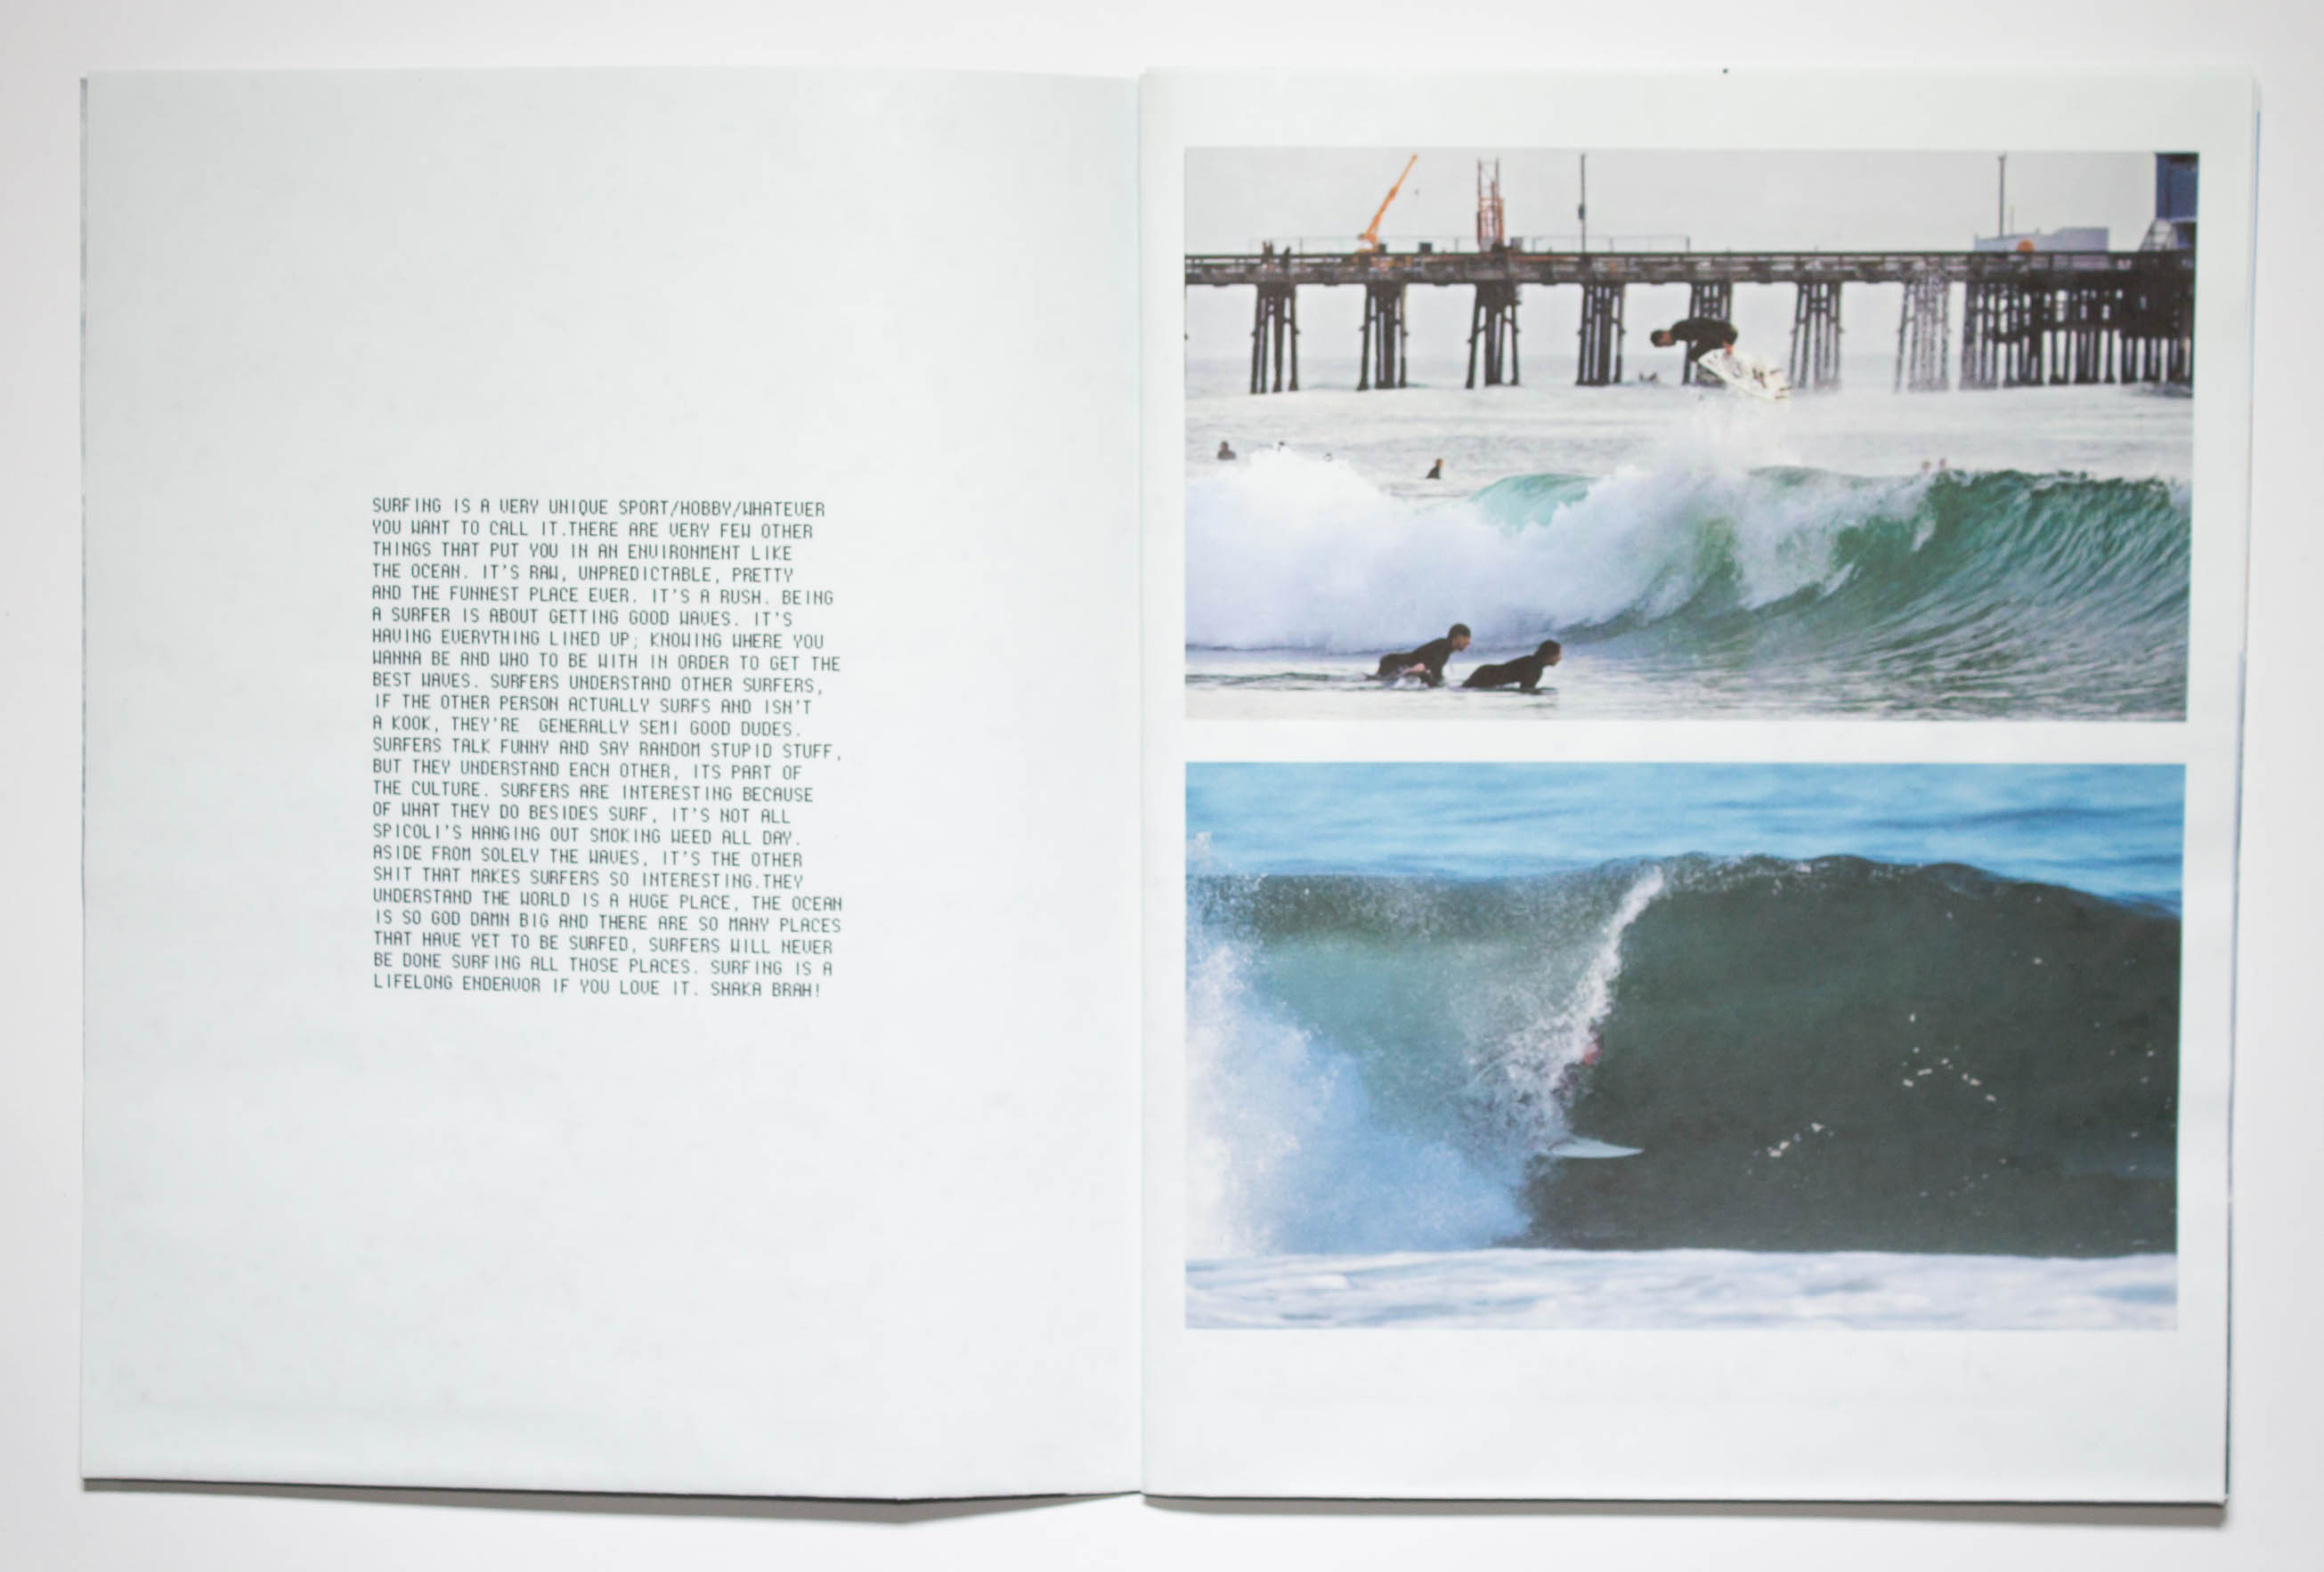 SURFING IS A VERY UNIQUE SPORT/HOBBY/WHATEVER
YOU WANT TO CALL IT.THERE ARE VERY FEW OTHER
THINGS THAT PUT YOU IN AN ENVIRONMENT LIKE
THE OCEAN. IT'S RAW, UNPREDICTABLE, PRETTY
AND THE FUNNEST PLACE EVER. IT'S A RUSH. BEING
A SURFER IS ABOUT GETTING GOOD WAVES. IT'S
HAVING EVERYTHING LINED UP; KNOWING WHERE YOU
WANNA BE AND WHO TO BE WITH IN ORDER TO GET THE
BEST WAVES. SURFERS UNDERSTAND OTHER SURFERS,
IF THE OTHER PERSON ACTUALLY SURFS AND ISN'T
A KOOK, THEY'RE  GENERALLY SEMI GOOD DUDES.
SURFERS TALK FUNNY AND SAY RANDOM STUPID STUFF,
BUT THEY UNDERSTAND EACH OTHER, ITS PART OF
THE CULTURE. SURFERS ARE INTERESTING BECAUSE
OF WHAT THEY DO BESIDES SURF, IT'S NOT ALL
SPICOLI'S HANGING OUT SMOKING WEED ALL DAY.
ASIDE FROM SOLELY THE WAVES, IT'S THE OTHER
SHIT THAT MAKES SURFERS SO INTERESTING.THEY
UNDERSTAND THE WORLD IS A HUGE PLACE, THE OCEAN
IS SO GOD DAMN BIG AND THERE ARE SO MANY PLACES
THAT HAVE YET TO BE SURFED, SURFERS WILL NEVER
BE DONE SURFING ALL THOSE PLACES. SURFING IS A
LIFELONG ENDEAVOR IF YOU LOVE IT. SHAKA BRAH!